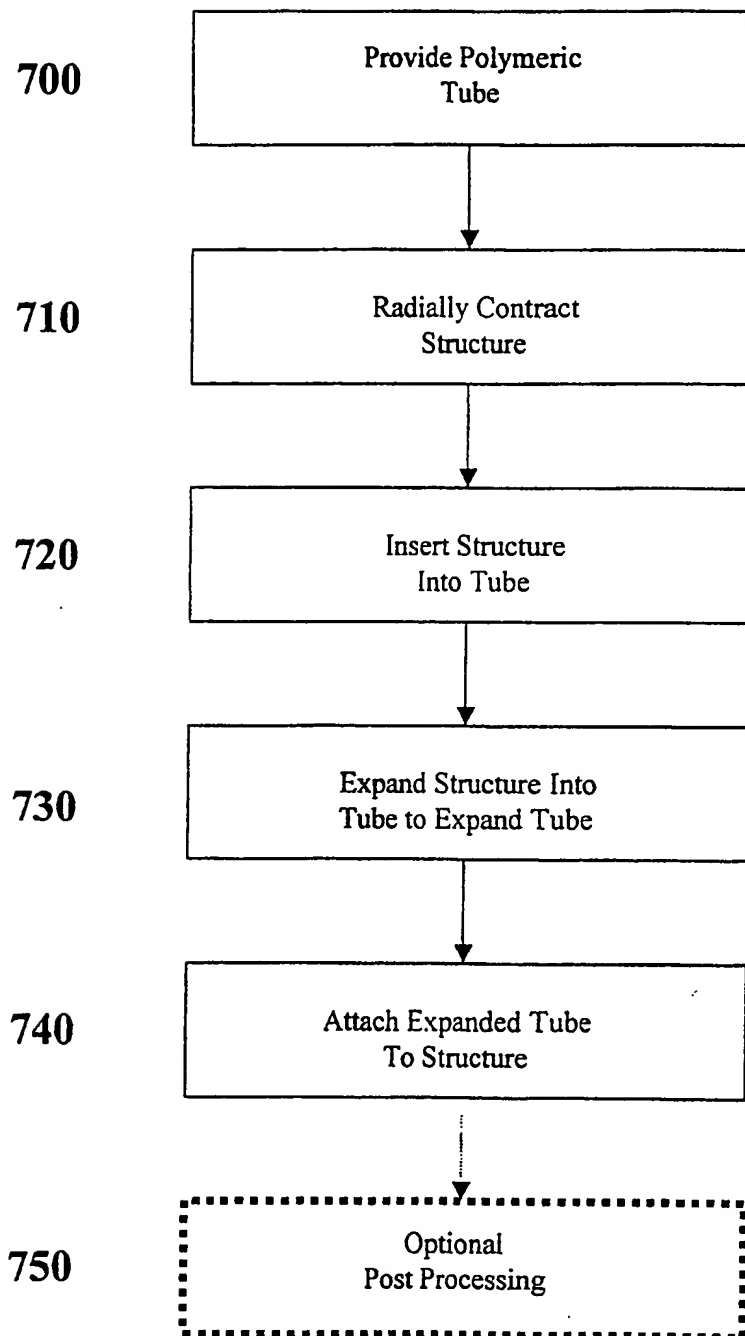 700
Provide Polymeric
Tube
710
Radially Contract
Structure
720
Insert Structure
Into Tube
730
Expand Structure Into
Tube to Expand Tube
740
Attach Expanded Tube
To Structure
750
Optional
Post Processing